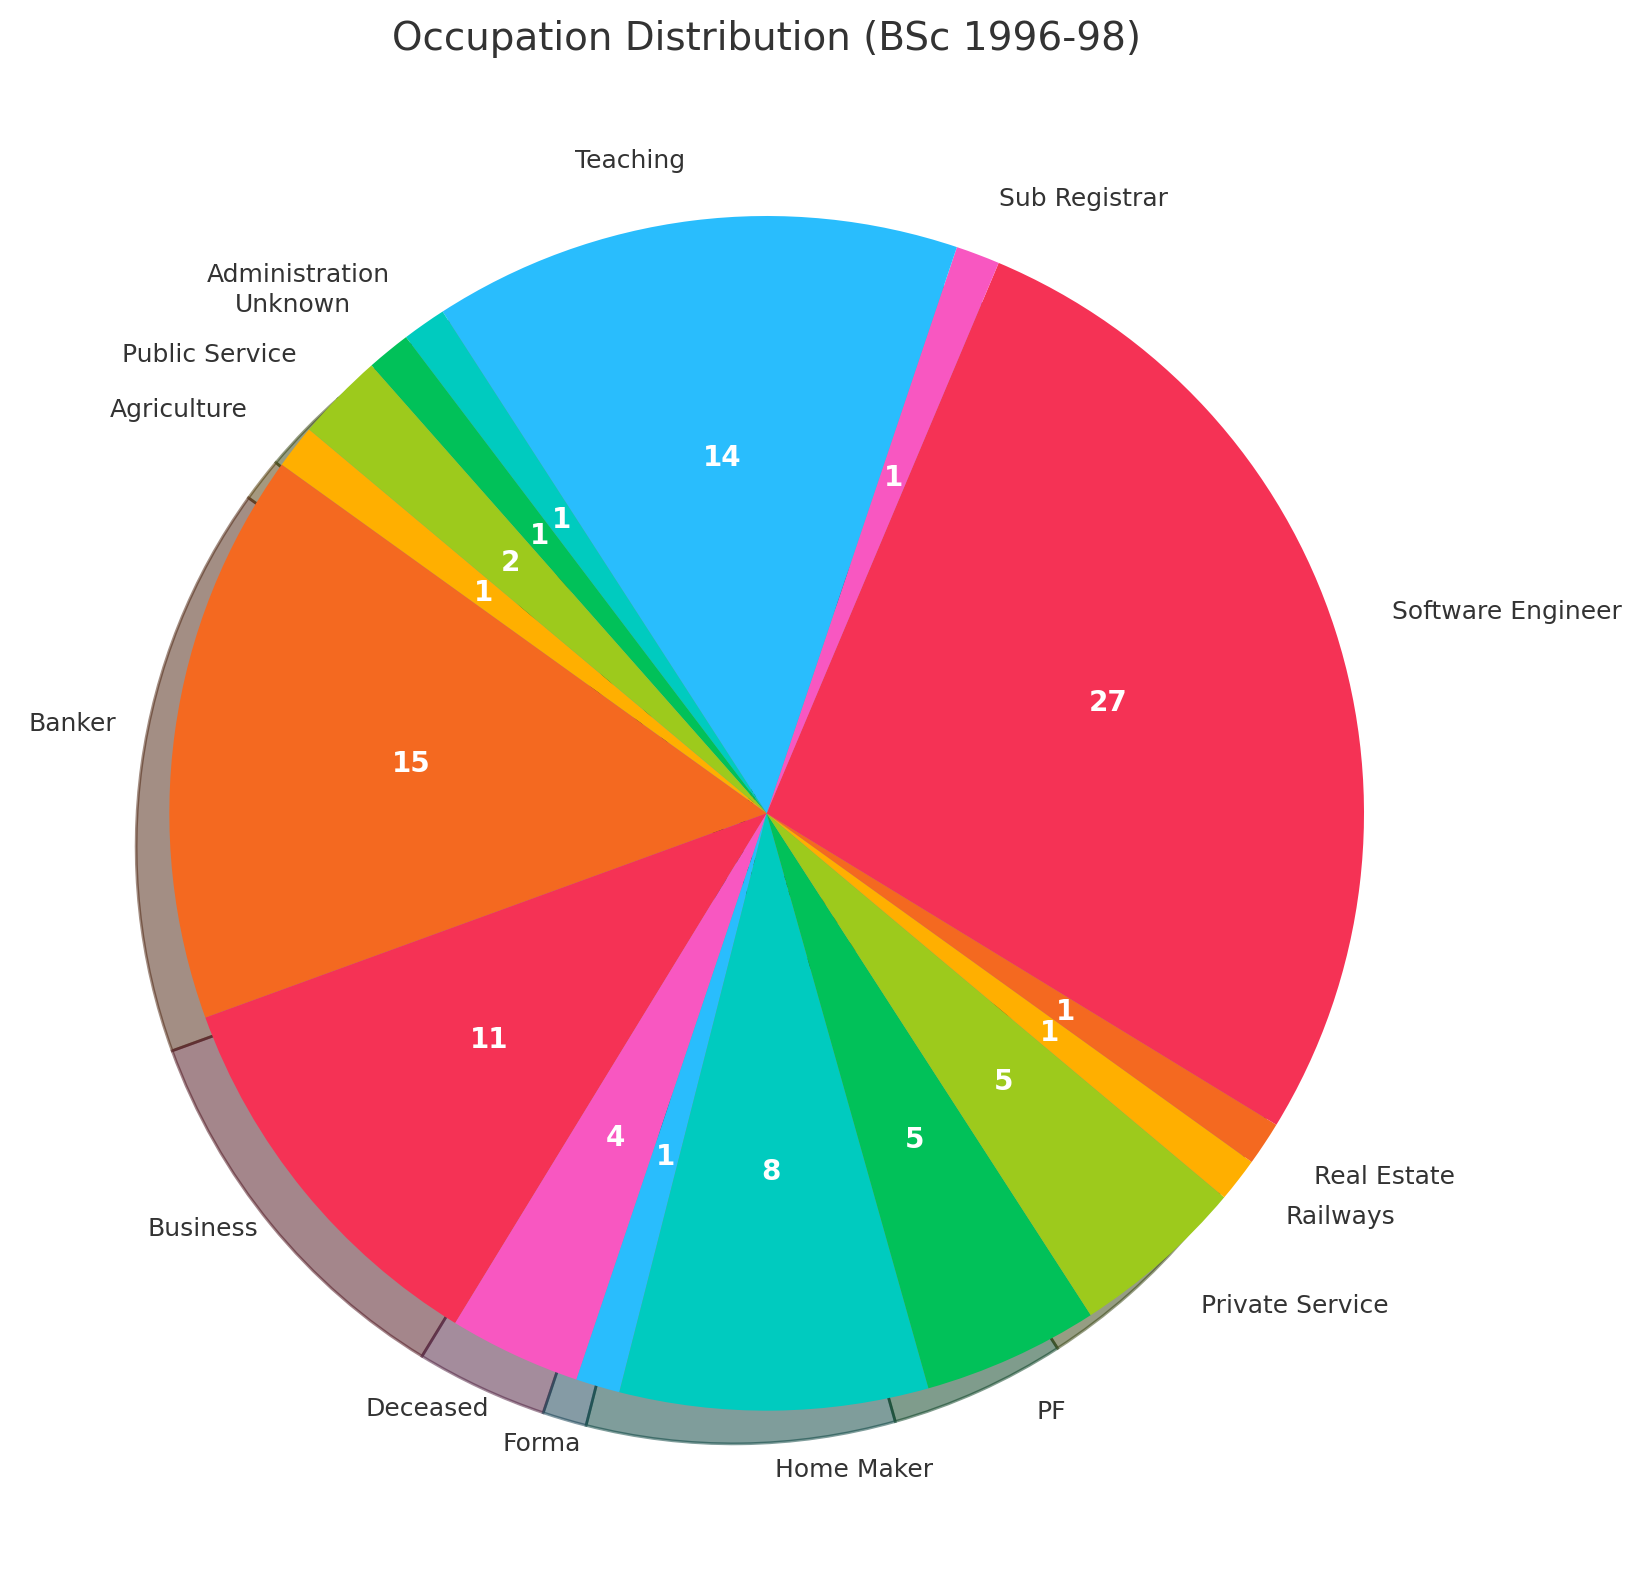 Occupation Distribution (BSc 1996-98)
Teaching
Sub Registrar
Administration
Unknown
Public Service
Agriculture
Banker
Business
Deceased
Forma
Home Maker
PF
Private Service
Railways
Real Estate
Software Engineer
14
1
1
1
2
1
15
27
11
4
1
8
5
5
1
1